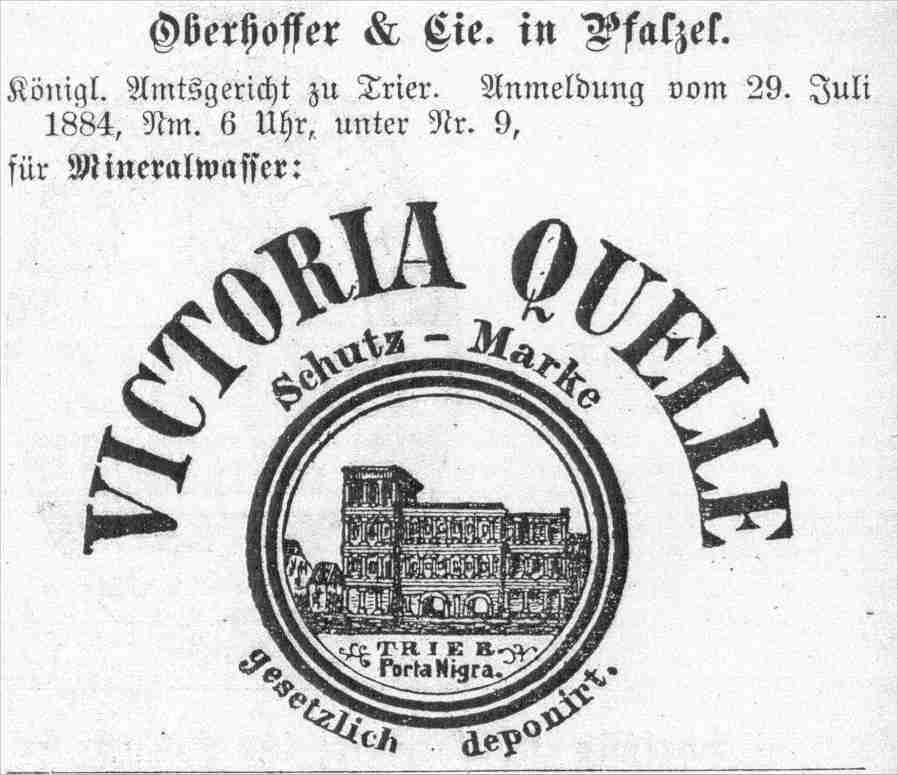 Oberhoffer & Cie. in Pfalzel.
Königl. Amtsgericht zu Trier. Anmeldung vom 29. Juli
1884, Nm. 6 Uhr, unter Nr. 9,
für Mineralwasser:
VICTORIA QUELLE
Schutz - Marke
TRIER
Porta Nigra.
gesetzlich deponirt.